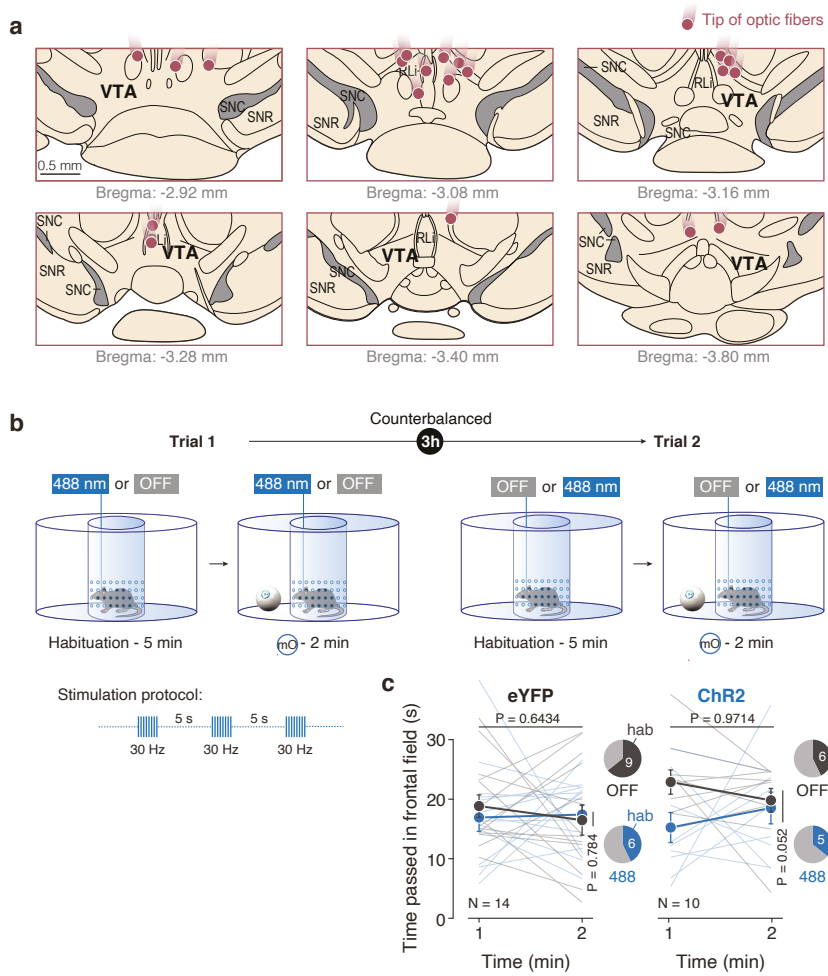 Tip of optic fibers
a
VTA
SNC
SNR
0.5 mm
Bregma: -2.92 mm
RLi
SNC
SNR
Bregma: -3.08 mm
SNC
RLi
VTA
SNR
SNC
Bregma: -3.16 mm
SNC
SNR
SNC
VTA
Bregma: -3.28 mm
RLi
VTA
SNC
SNR
Bregma: -3.40 mm
SNC
SNR
VTA
Bregma: -3.80 mm
b
Counterbalanced
Trial 1 3h Trial 2
488 nm or OFF 488 nm or OFF OFF or 488 nm OFF or 488 nm
Habituation - 5 min mO - 2 min Habituation - 5 min mO - 2 min
Stimulation protocol:
5 s 5 s
30 Hz 30 Hz 30 Hz
c
eYFP ChR2
P = 0.6434 P = 0.9714
Time passed in frontal field (s)
30
20
10
0
hab
9
OFF
hab
6
488
P = 0.784
N = 14
1 2
Time (min)
6
OFF
5
488
P = 0.052
N = 10
1 2
Time (min)